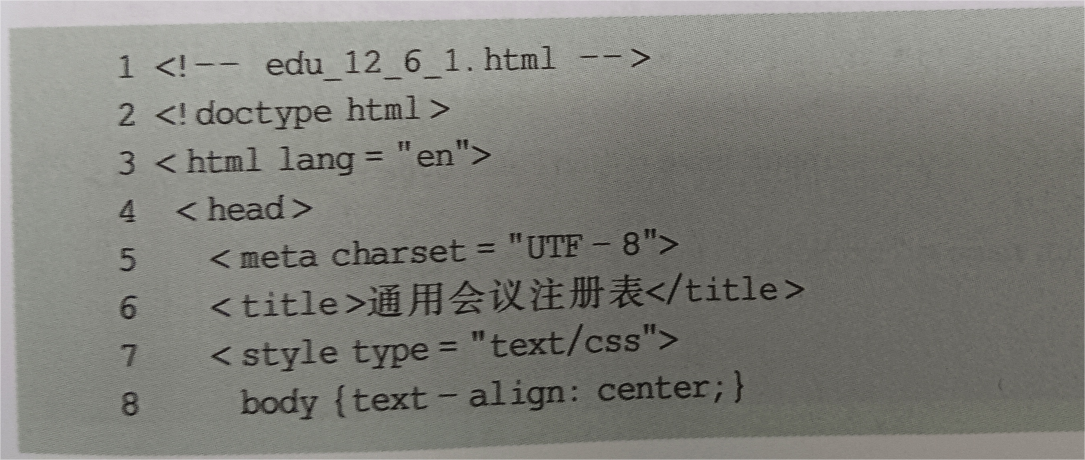 1 <!-- edu_12_6_1.html -->
2 <!doctype html>
3 <html lang="en">
4 <head>
5 <meta charset="UTF-8">
6 <title>通用会议注册表</title>
7 <style type="text/css">
8 body {text-align: center;}